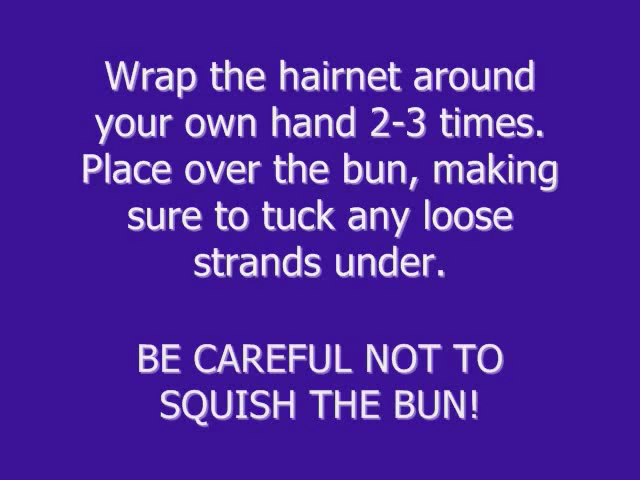 Wrap the hairnet around
your own hand 2-3 times.
Place over the bun, making
sure to tuck any loose
strands under.
BE CAREFUL NOT TO
SQUISH THE BUN!